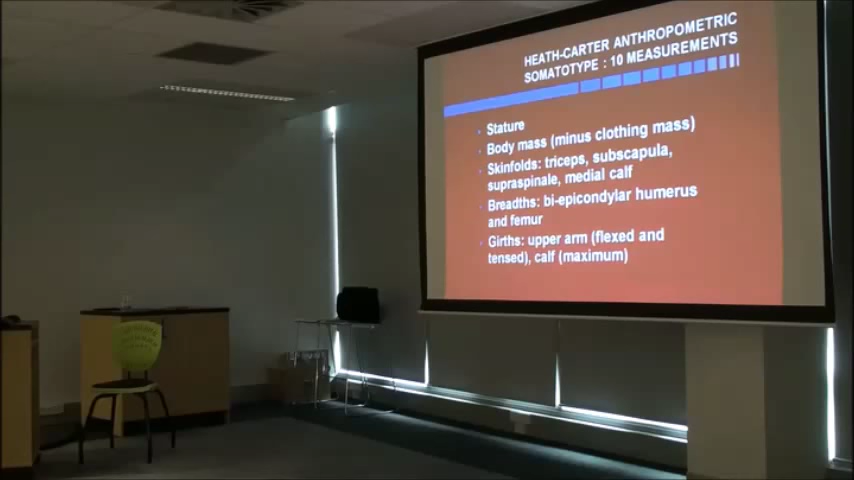 HEATH-CARTER ANTHROPOMETRIC
SOMATOTYPE : 10 MEASUREMENTS
Stature
Body mass (minus clothing mass)
Skinfolds: triceps, subscapula,
supraspinale, medial calf
Breadths: bi-epicondylar humerus
and femur
Girths: upper arm (flexed and
tensed), calf (maximum)